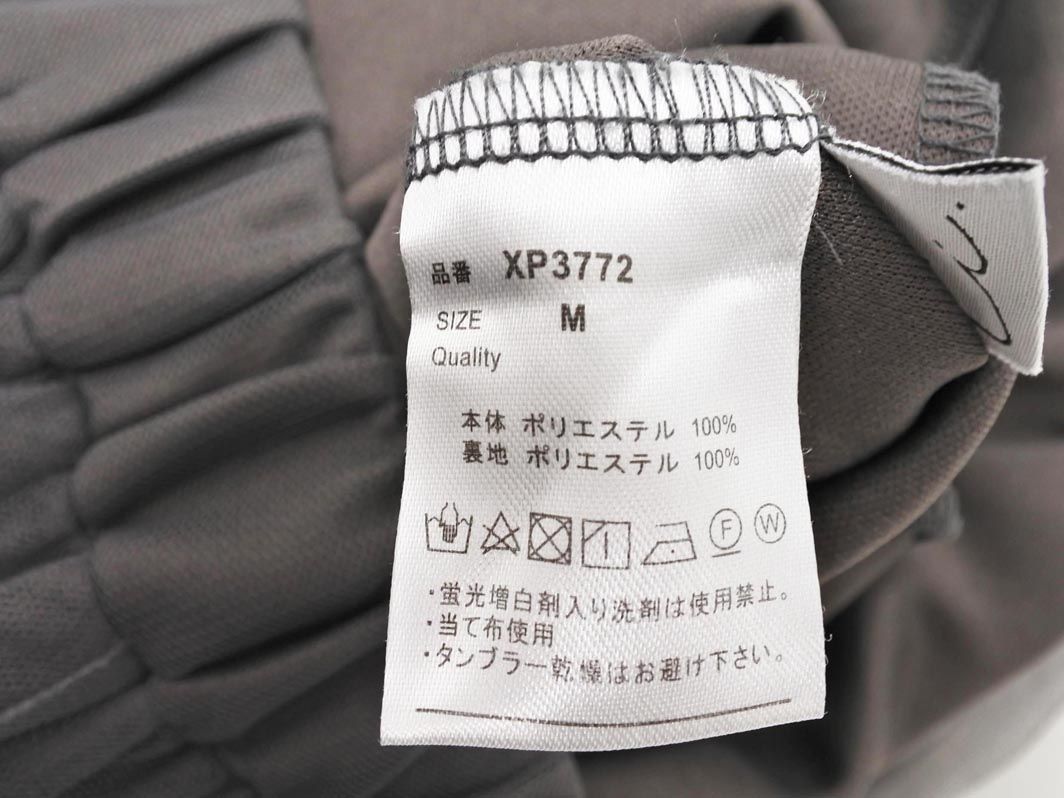 品番 XP3772
SIZE M
Quality
本体 ポリエステル 100%
裏地 ポリエステル 100%
F W
・蛍光増白剤入り洗剤は使用禁止。
・当て布使用
・タンブラー乾燥はお避け下さい。